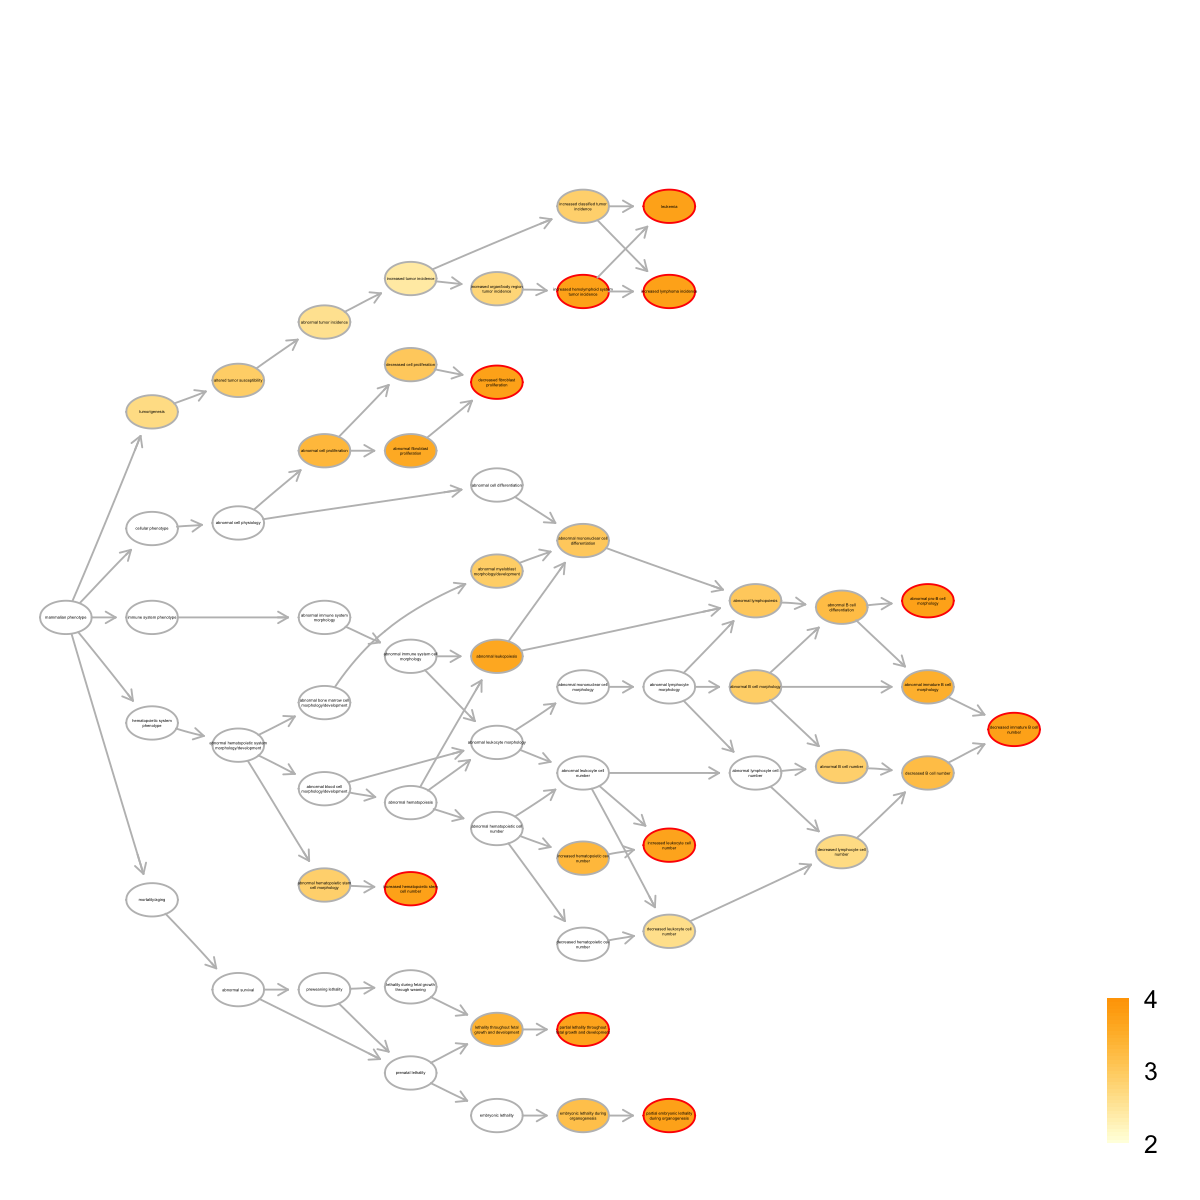 increased classified tumor
incidence
leukemia
increased tumor incidence
increased organ/body region
tumor incidence
increased hemolymphoid system
tumor incidence
increased lymphoma incidence
abnormal tumor incidence
altered tumor susceptibility
decreased cell proliferation
decreased fibroblast
proliferation
tumorigenesis
abnormal cell proliferation
abnormal fibroblast
proliferation
abnormal cell differentiation
cellular phenotype
abnormal cell physiology
abnormal mononuclear cell
differentiation
abnormal myeloblast
morphology/development
abnormal lymphopoiesis
abnormal B cell
differentiation
abnormal pro-B cell
morphology
mammalian phenotype
immune system phenotype
abnormal immune system
morphology
abnormal immune system cell
morphology
abnormal leukopoiesis
abnormal mononuclear cell
morphology
abnormal lymphocyte
morphology
abnormal B cell morphology
abnormal immature B cell
morphology
abnormal bone marrow cell
morphology/development
hematopoietic system
phenotype
abnormal hematopoietic system
morphology/development
abnormal leukocyte morphology
decreased immature B cell
number
abnormal leukocyte cell
number
abnormal lymphocyte cell
number
abnormal B cell number
decreased B cell number
abnormal blood cell
morphology/development
abnormal hematopoiesis
abnormal hematopoietic cell
number
increased leukocyte cell
number
increased hematopoietic cell
number
decreased lymphocyte cell
number
abnormal hematopoietic stem
cell morphology
increased hematopoietic stem
cell number
mortality/aging
decreased leukocyte cell
number
decreased hematopoietic cell
number
abnormal survival
preweaning lethality
lethality during fetal growth
through weaning
lethality throughout fetal
growth and development
partial lethality throughout
fetal growth and development
prenatal lethality
embryonic lethality
embryonic lethality during
organogenesis
partial embryonic lethality
during organogenesis
4
3
2